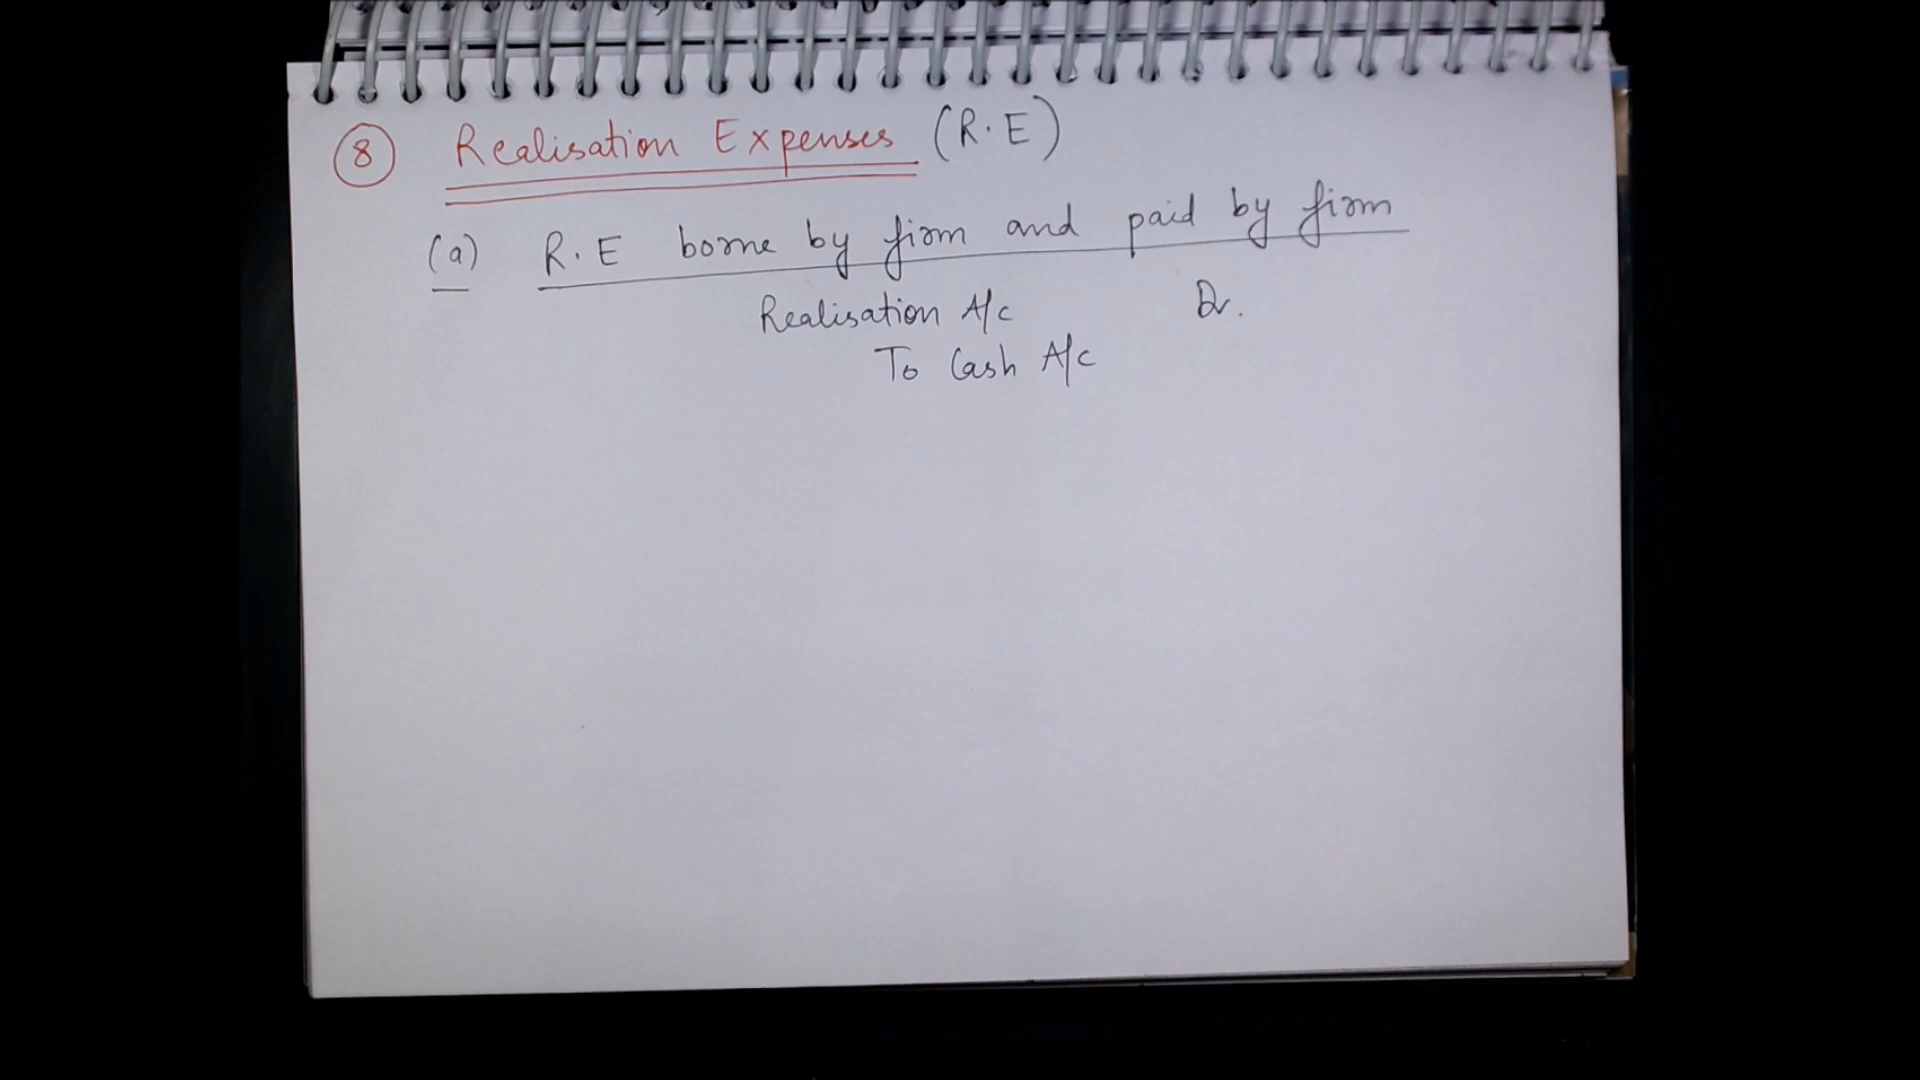 8 Realisation Expenses (R.E)
(a) R.E borne by firm and paid by firm
Realisation A/c Dr.
To Cash A/c